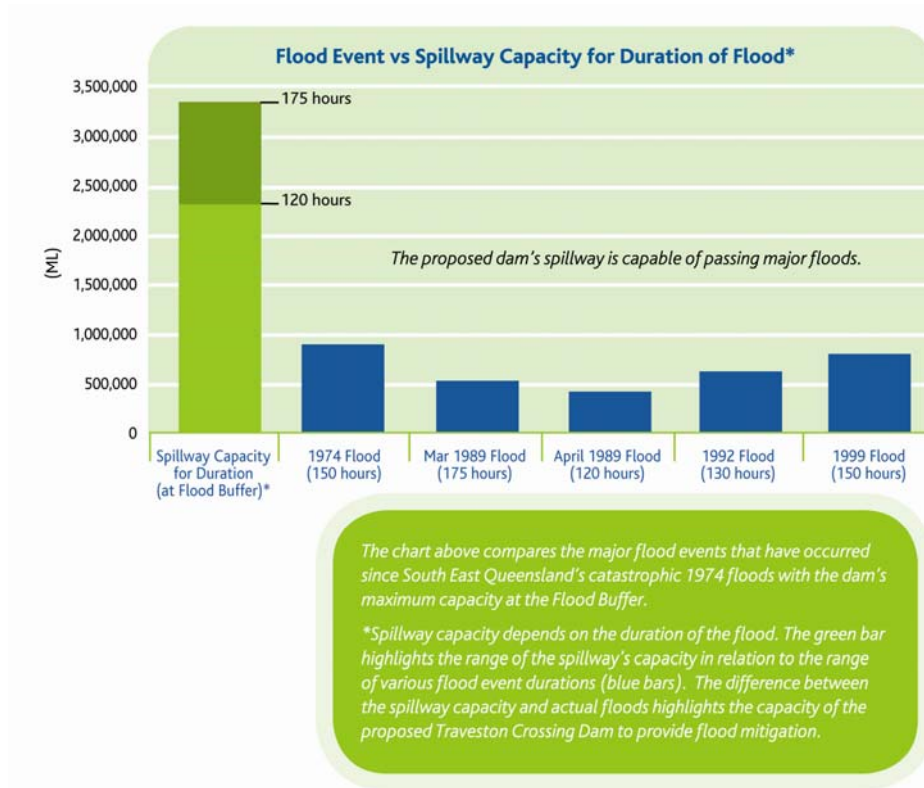 Flood Event vs Spillway Capacity for Duration of Flood*
3,500,000
3,000,000
2,500,000
2,000,000
1,500,000
1,000,000
500,000
0
(ML)
175 hours
120 hours
The proposed dam's spillway is capable of passing major floods.
Spillway Capacity
for Duration
(at Flood Buffer)*
1974 Flood
(150 hours)
Mar 1989 Flood
(175 hours)
April 1989 Flood
(120 hours)
1992 Flood
(130 hours)
1999 Flood
(150 hours)
The chart above compares the major flood events that have occurred
since South East Queensland's catastrophic 1974 floods with the dam's
maximum capacity at the Flood Buffer.
*Spillway capacity depends on the duration of the flood. The green bar
highlights the range of the spillway's capacity in relation to the range
of various flood event durations (blue bars). The difference between
the spillway capacity and actual floods highlights the capacity of the
proposed Traveston Crossing Dam to provide flood mitigation.